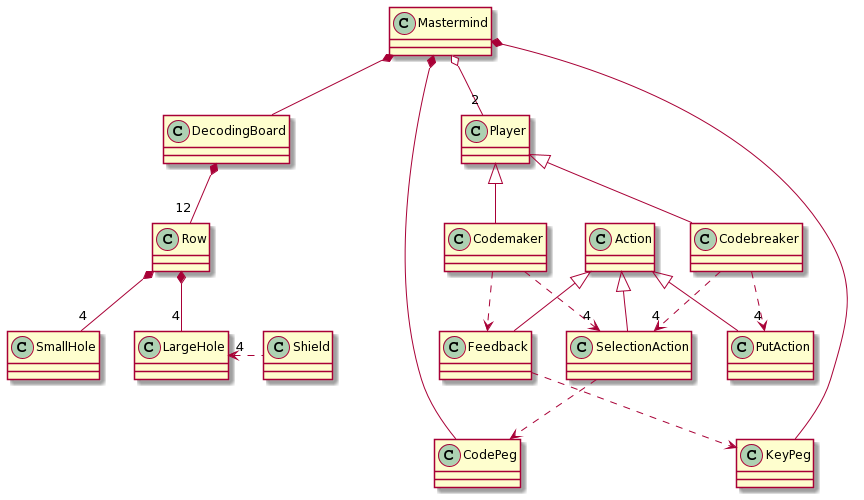 C Mastermind
2
C DecodingBoard
C Player
12
C Row
C Codemaker
C Action
C Codebreaker
4
4
4
4
4
C SmallHole
C LargeHole
4
C Shield
C Feedback
C SelectionAction
C PutAction
C CodePeg
C KeyPeg